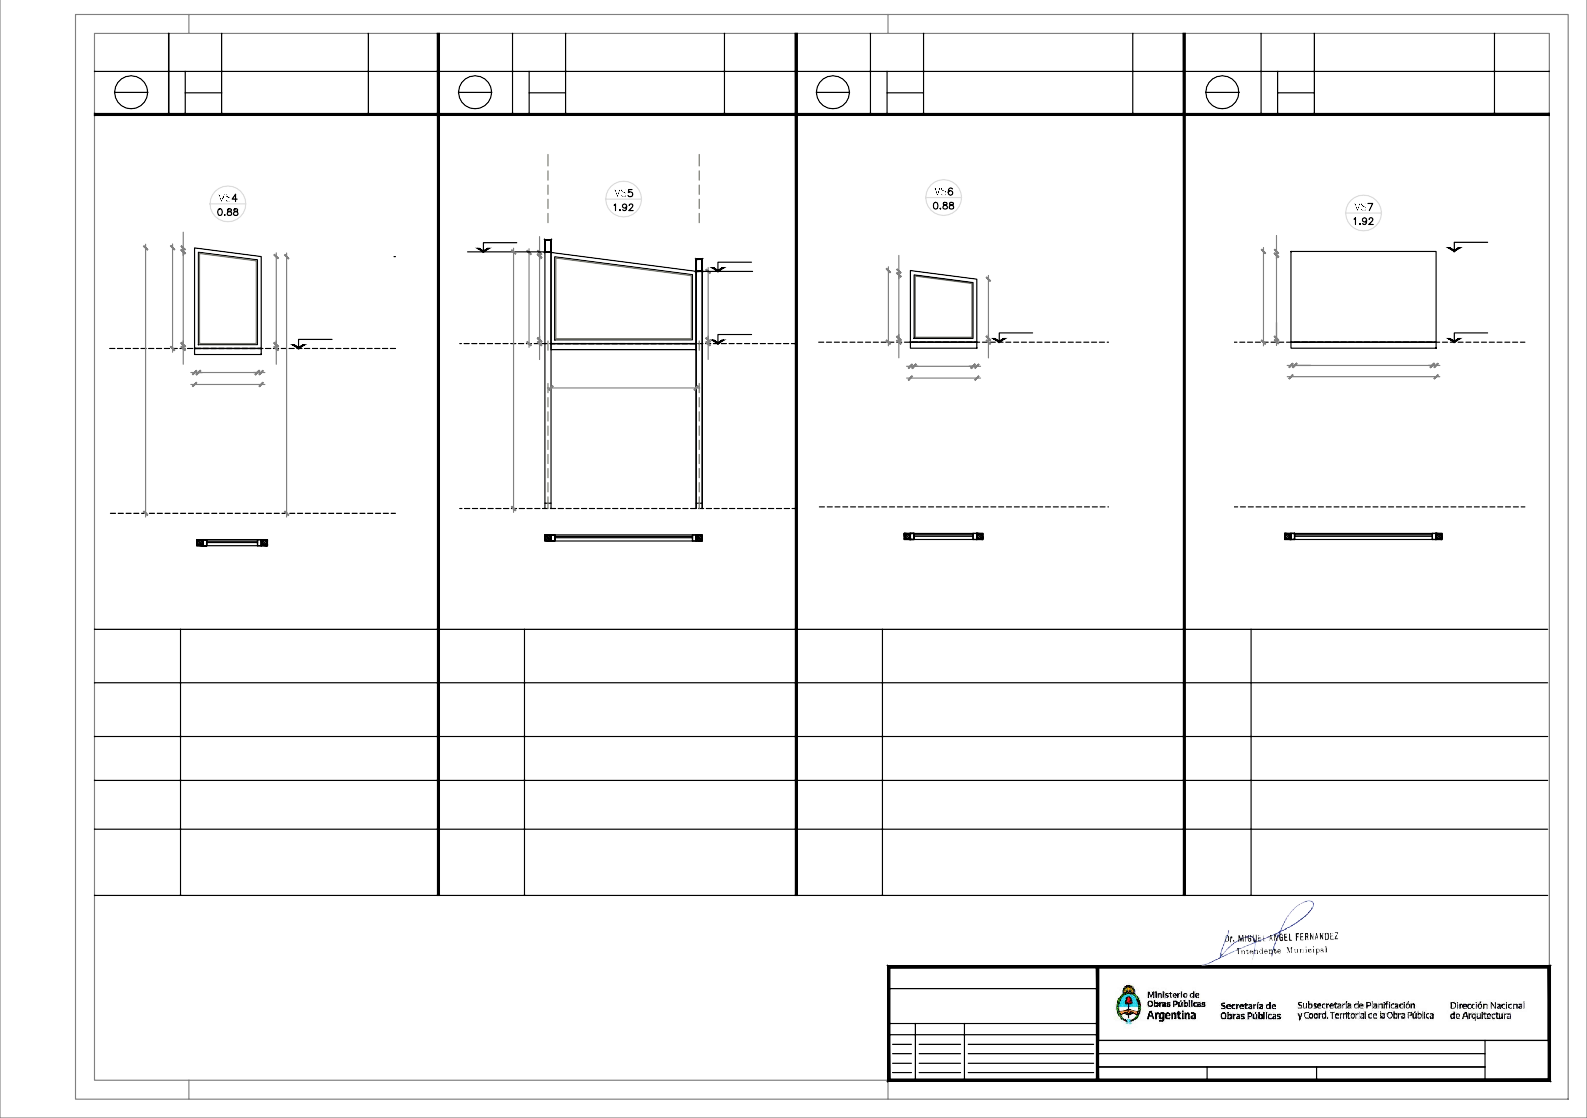 VS4
0.88
VS5
1.92
VS6
0.88
VS7
1.92
Dr. MIGUEL ANGEL FERNANDEZ
Intendente Municipal
Ministerio de
Obras Públicas
Argentina
Secretaría de
Obras Públicas
Subsecretaría de Planificación
y Coord. Territorial de la Obra Pública
Dirección Nacional
de Arquitectura